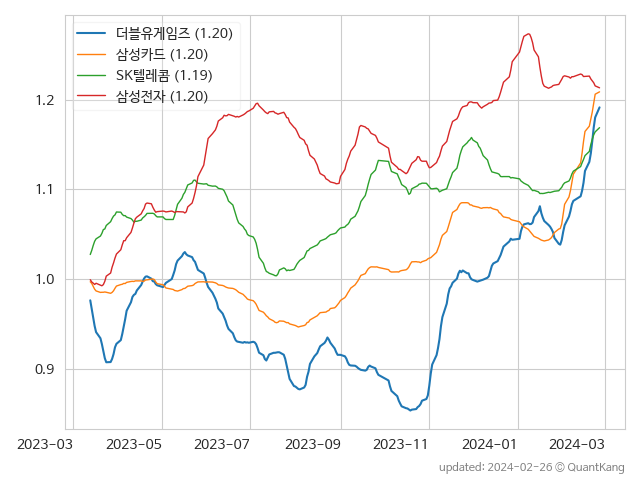 더블유게임즈 (1.20)
삼성카드 (1.20)
SK텔레콤 (1.19)
삼성전자 (1.20)
1.2
1.1
1.0
0.9
2023-03 2023-05 2023-07 2023-09 2023-11 2024-01 2024-03
updated: 2024-02-26 ⓒ QuantKang